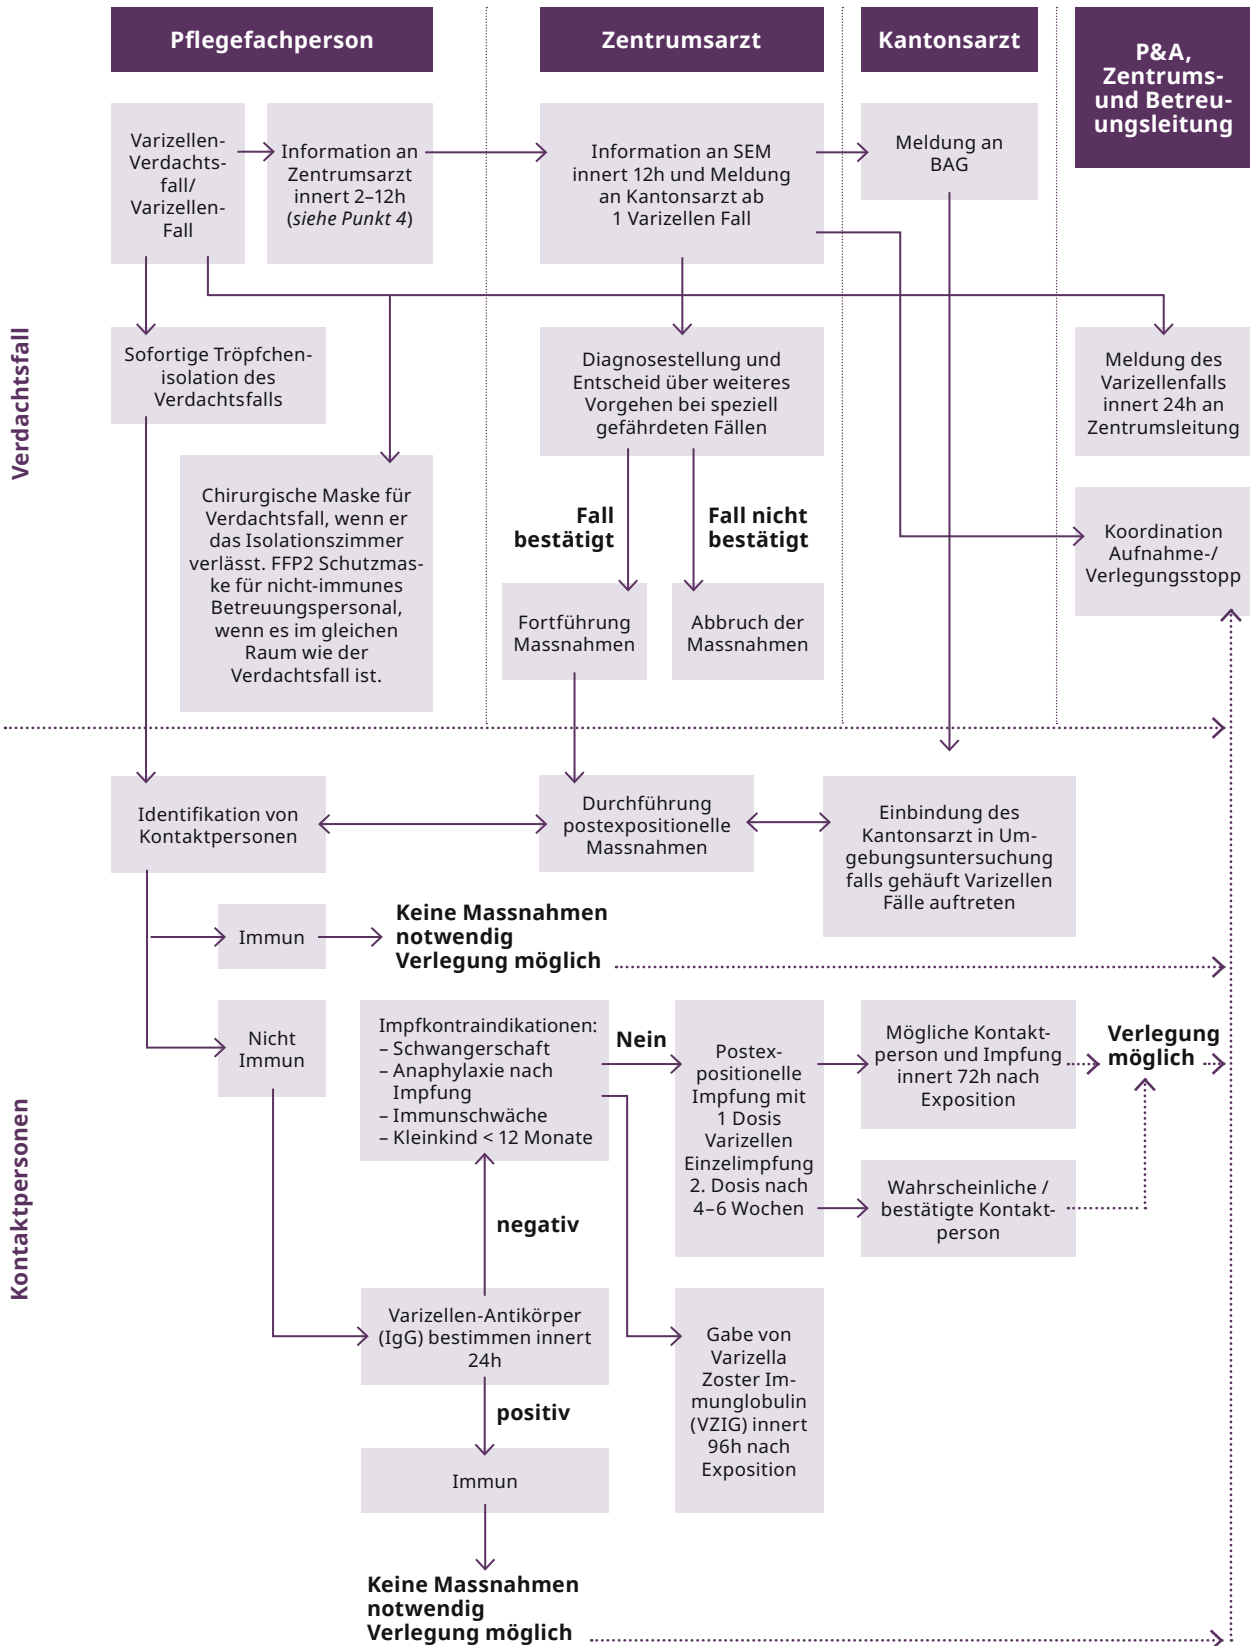 Pflegefachperson
Zentrumsarzt
Kantonsarzt
P&A,
Zentrums-
und Betreu-
ungsleitung
Verdachtsfall
Varizellen-
Verdachts-
fall/
Varizellen-
Fall
Information an
Zentrumsarzt
innert 2–12h
(siehe Punkt 4)
Information an SEM
innert 12h und Meldung
an Kantonsarzt ab
1 Varizellen Fall
Meldung an
BAG
Sofortige Tröpfchen-
isolation des
Verdachtsfalls
Diagnosestellung und
Entscheid über weiteres
Vorgehen bei speziell
gefährdeten Fällen
Meldung des
Varizellenfalls
innert 24h an
Zentrumsleitung
Chirurgische Maske für
Verdachtsfall, wenn er
das Isolationszimmer
verlässt. FFP2 Schutzmas-
ke für nicht-immunes
Betreuungspersonal,
wenn es im gleichen
Raum wie der
Verdachtsfall ist.
Fall
bestätigt
Fall nicht
bestätigt
Koordination
Aufnahme-/
Verlegungsstopp
Fortführung
Massnahmen
Abbruch der
Massnahmen
Kontaktpersonen
Identifikation von
Kontaktpersonen
Durchführung
postexpositionelle
Massnahmen
Einbindung des
Kantonsarzt in Um-
gebungsuntersuchung
falls gehäuft Varizellen
Fälle auftreten
Immun
Keine Massnahmen
notwendig
Verlegung möglich
Nicht
Immun
Impfkontraindikationen:
– Schwangerschaft
– Anaphylaxie nach
Impfung
– Immunschwäche
– Kleinkind < 12 Monate
Nein
Postex-
positionelle
Impfung mit
1 Dosis
Varizellen
Einzelimpfung
2. Dosis nach
4–6 Wochen
Mögliche Kontakt-
person und Impfung
innert 72h nach
Exposition
Verlegung
möglich
Wahrscheinliche /
bestätigte Kontakt-
person
negativ
Varizellen-Antikörper
(IgG) bestimmen innert
24h
Gabe von
Varizella
Zoster Im-
munglobulin
(VZIG) innert
96h nach
Exposition
positiv
Immun
Keine Massnahmen
notwendig
Verlegung möglich